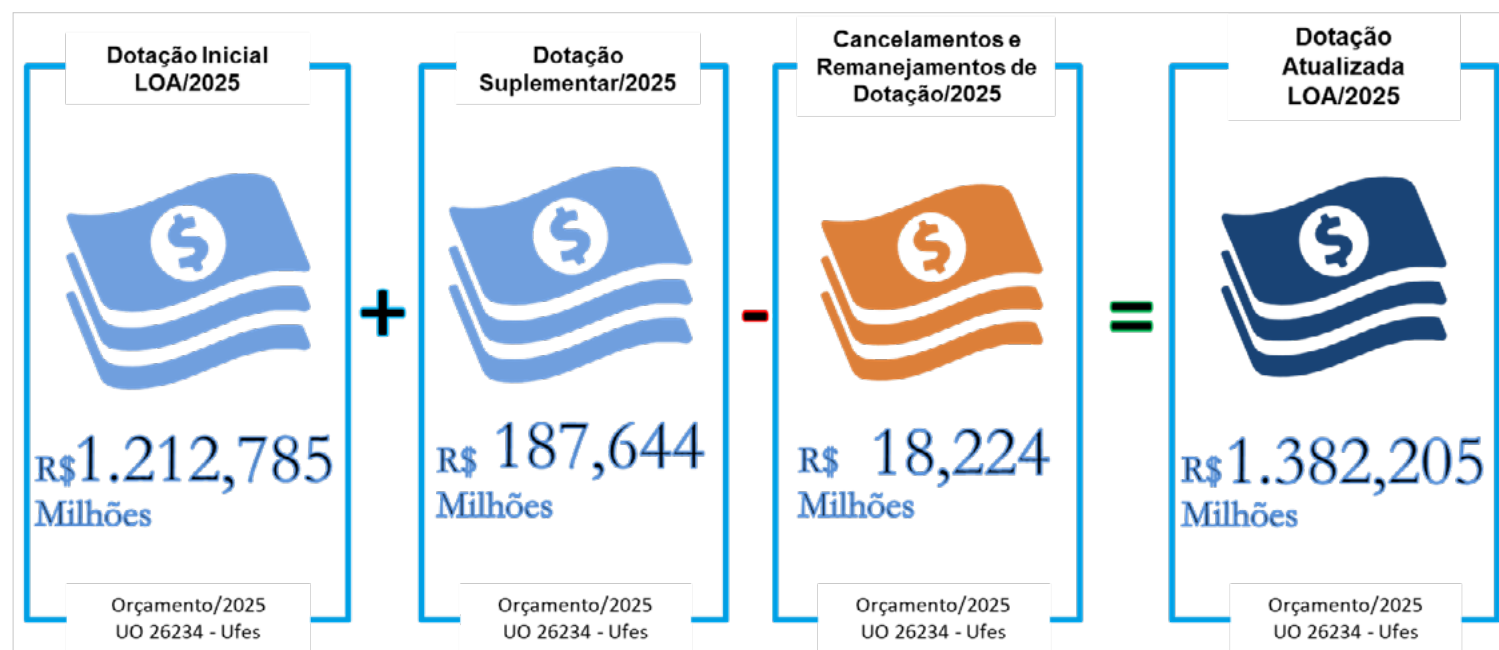 Dotação Inicial
LOA/2025
R$1.212,785
Milhões
Orçamento/2025
UO 26234 - Ufes
+
Dotação
Suplementar/2025
R$ 187,644
Milhões
Orçamento/2025
UO 26234 - Ufes
-
Cancelamentos e
Remanejamentos de
Dotação/2025
R$ 18,224
Milhões
Orçamento/2025
UO 26234 - Ufes
=
Dotação
Atualizada
LOA/2025
R$1.382,205
Milhões
Orçamento/2025
UO 26234 - Ufes